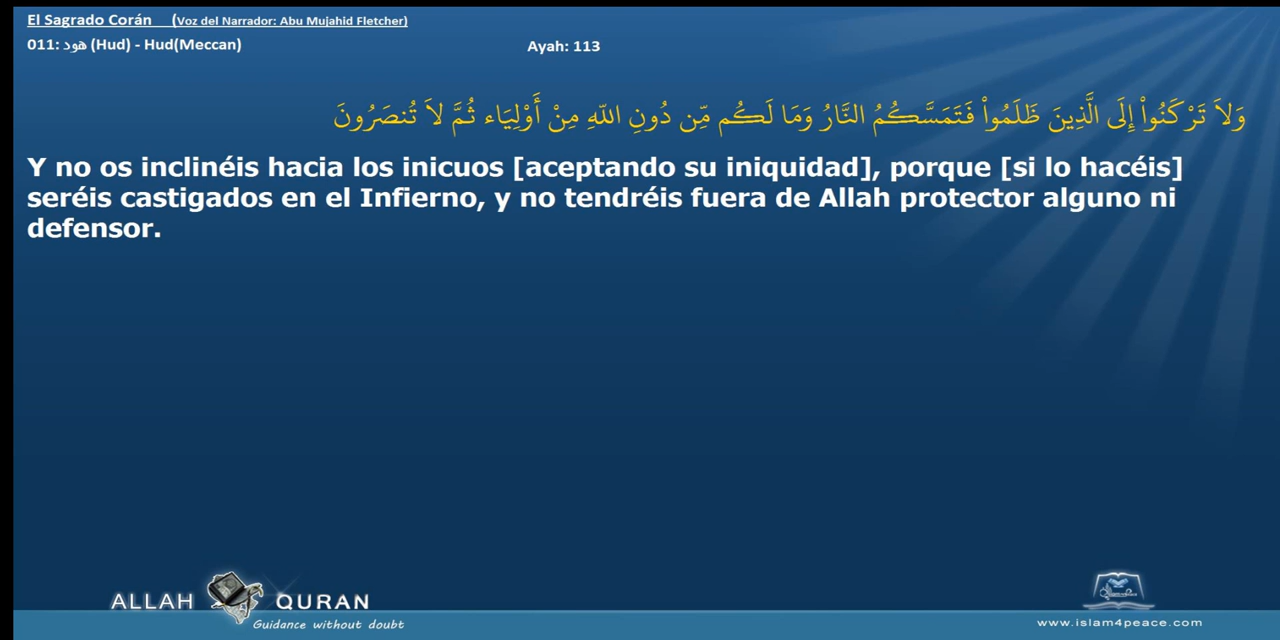 El Sagrado Corán (Voz del Narrador: Abu Mujahid Fletcher)
011: هود (Hud) - Hud(Meccan) Ayah: 113
وَلاَ تَرْكَنُواْ إِلَى الَّذِينَ ظَلَمُواْ فَتَمَسَّكُمُ النَّارُ وَمَا لَكُم مِّن دُونِ اللّهِ مِنْ أَوْلِيَاء ثُمَّ لاَ تُنصَرُونَ
Y no os inclinéis hacia los inicuos [aceptando su iniquidad], porque [si lo hacéis]
seréis castigados en el Infierno, y no tendréis fuera de Allah protector alguno ni
defensor.
ALLAH QURAN
Guidance without doubt
www.islam4peace.com